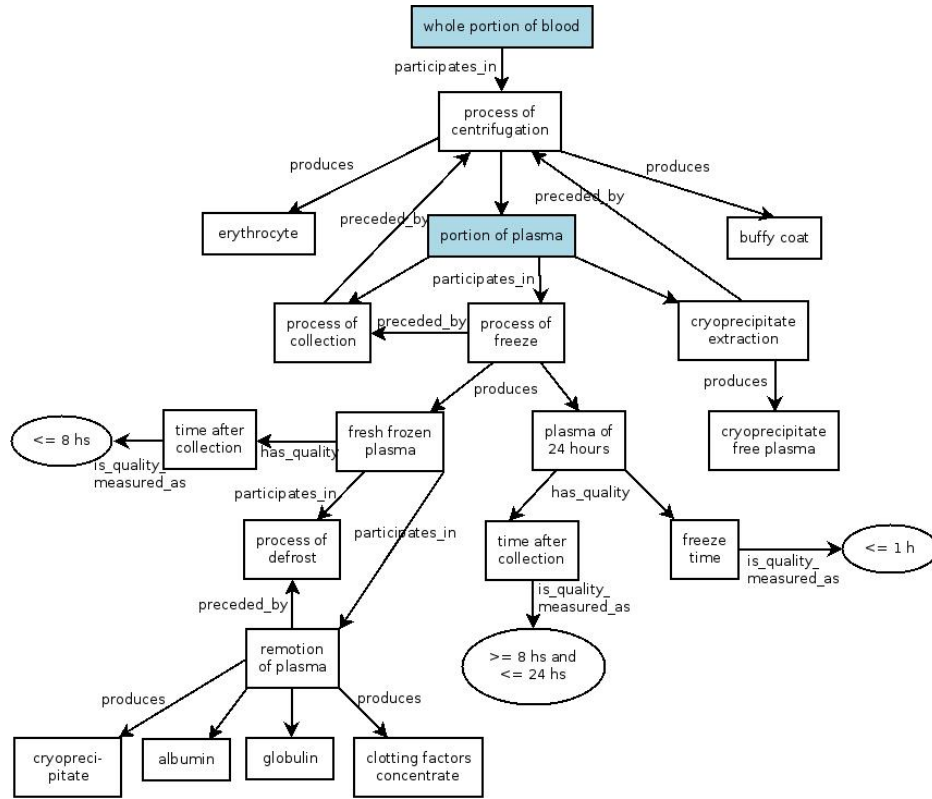 whole portion of blood
participates_in
process of
centrifugation
produces
produces
preceded_by
preceded_by
erythrocyte
portion of plasma
buffy coat
participates_in
process of
collection
preceded_by
process of
freeze
cryoprecipitate
extraction
produces
produces
<= 8 hs
time after
collection
has_quality
fresh frozen
plasma
plasma of
24 hours
cryoprecipitate
free plasma
is_quality_
measured_as
participates_in
has_quality
participates_in
process of
defrost
time after
collection
freeze
time
<= 1 h
is_quality_
measured_as
is_quality_
measured_as
preceded_by
remotion
of plasma
>= 8 hs and
<= 24 hs
produces
produces
cryopreci-
pitate
albumin
globulin
clotting factors
concentrate